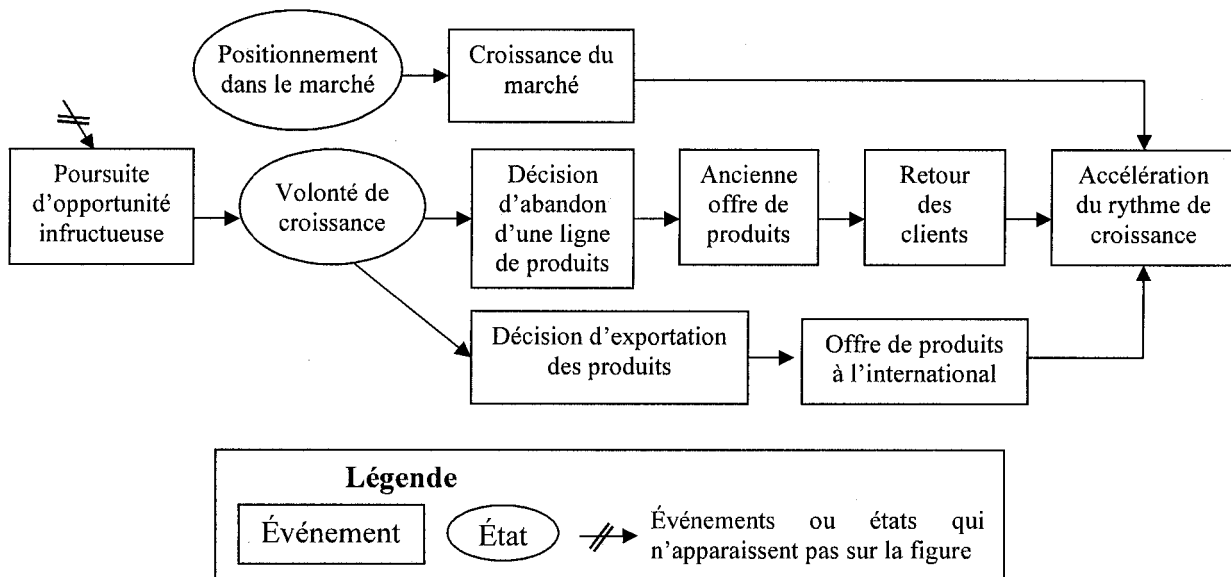 Positionnement
dans le marché
Croissance du
marché
Poursuite
d'opportunité
infructueuse
Volonté de
croissance
Décision
d'abandon
d'une ligne
de produits
Ancienne
offre de
produits
Retour
des
clients
Accélération
du rythme de
croissance
Décision d'exportation
des produits
Offre de produits
à l'international
Légende
Événement
État
Événements ou états qui
n'apparaissent pas sur la figure